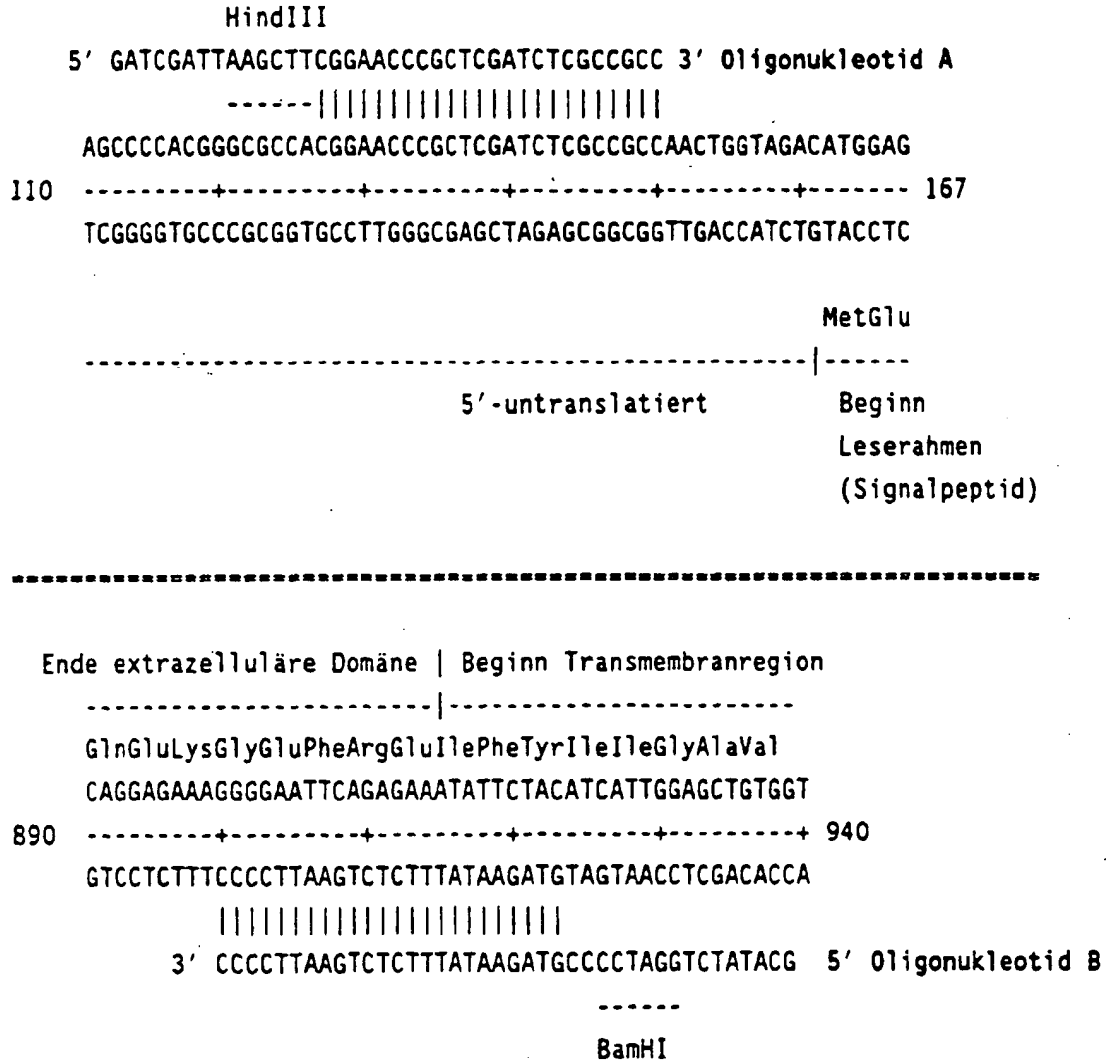 HindIII
5′ GATCGATTAAGCTTCGGAACCCGCTCGATCTCGCCGCC 3′ Oligonukleotid A
------|||||||||||||||||||||||
AGCCCCACGGGCGCCACGGAACCCGCTCGATCTCGCCGCCAACTGGTAGACATGGAG
110 ---------+---------+---------+---------+---------+------- 167
TCGGGGTGCCCGCGGTGCCTTGGGCGAGCTAGAGCGGCGGTTGACCATCTGTACCTC
MetGlu
--------------------------------------------------|------
5′-untranslatiert Beginn
Leserahmen
(Signalpeptid)
Ende extrazelluläre Domäne | Beginn Transmembranregion
------------------------|------------------------
GlnGluLysGlyGluPheArgGluIlePheTyrIleIleGlyAlaVal
CAGGAGAAAGGGGAATTCAGAGAAATATTCTACATCATTGGAGCTGTGGT
890 ---------+---------+---------+---------+---------+ 940
GTCCTCTTTCCCCTTAAGTCTCTTTATAAGATGTAGTAACCTCGACACCA
||||||||||||||||||||||||
3′ CCCCTTAAGTCTCTTTATAAGATGCCCCTAGGTCTATACG 5′ Oligonukleotid B
------
BamHI